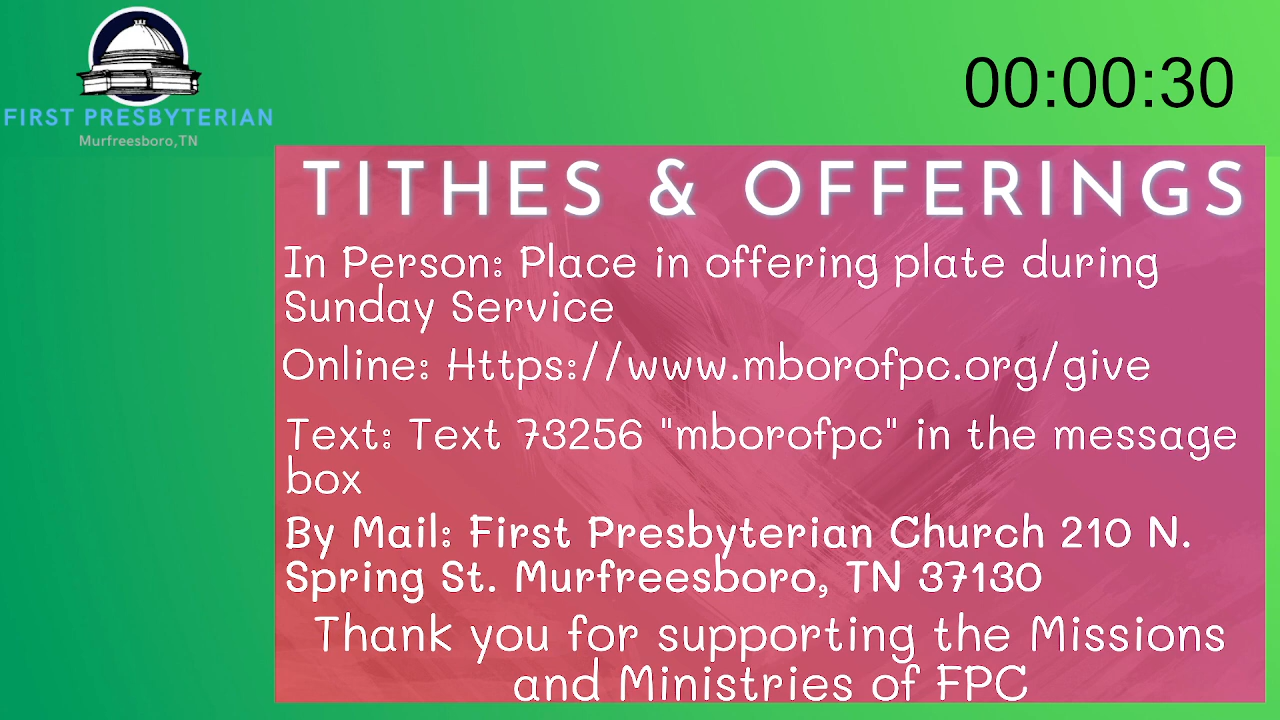 FIRST PRESBYTERIAN
Murfreesboro,TN
00:00:30
TITHES & OFFERINGS
In Person: Place in offering plate during
Sunday Service
Online: Https://www.mborofpc.org/give
Text: Text 73256 "mborofpc" in the message
box
By Mail: First Presbyterian Church 210 N.
Spring St. Murfreesboro, TN 37130
Thank you for supporting the Missions
and Ministries of FPC